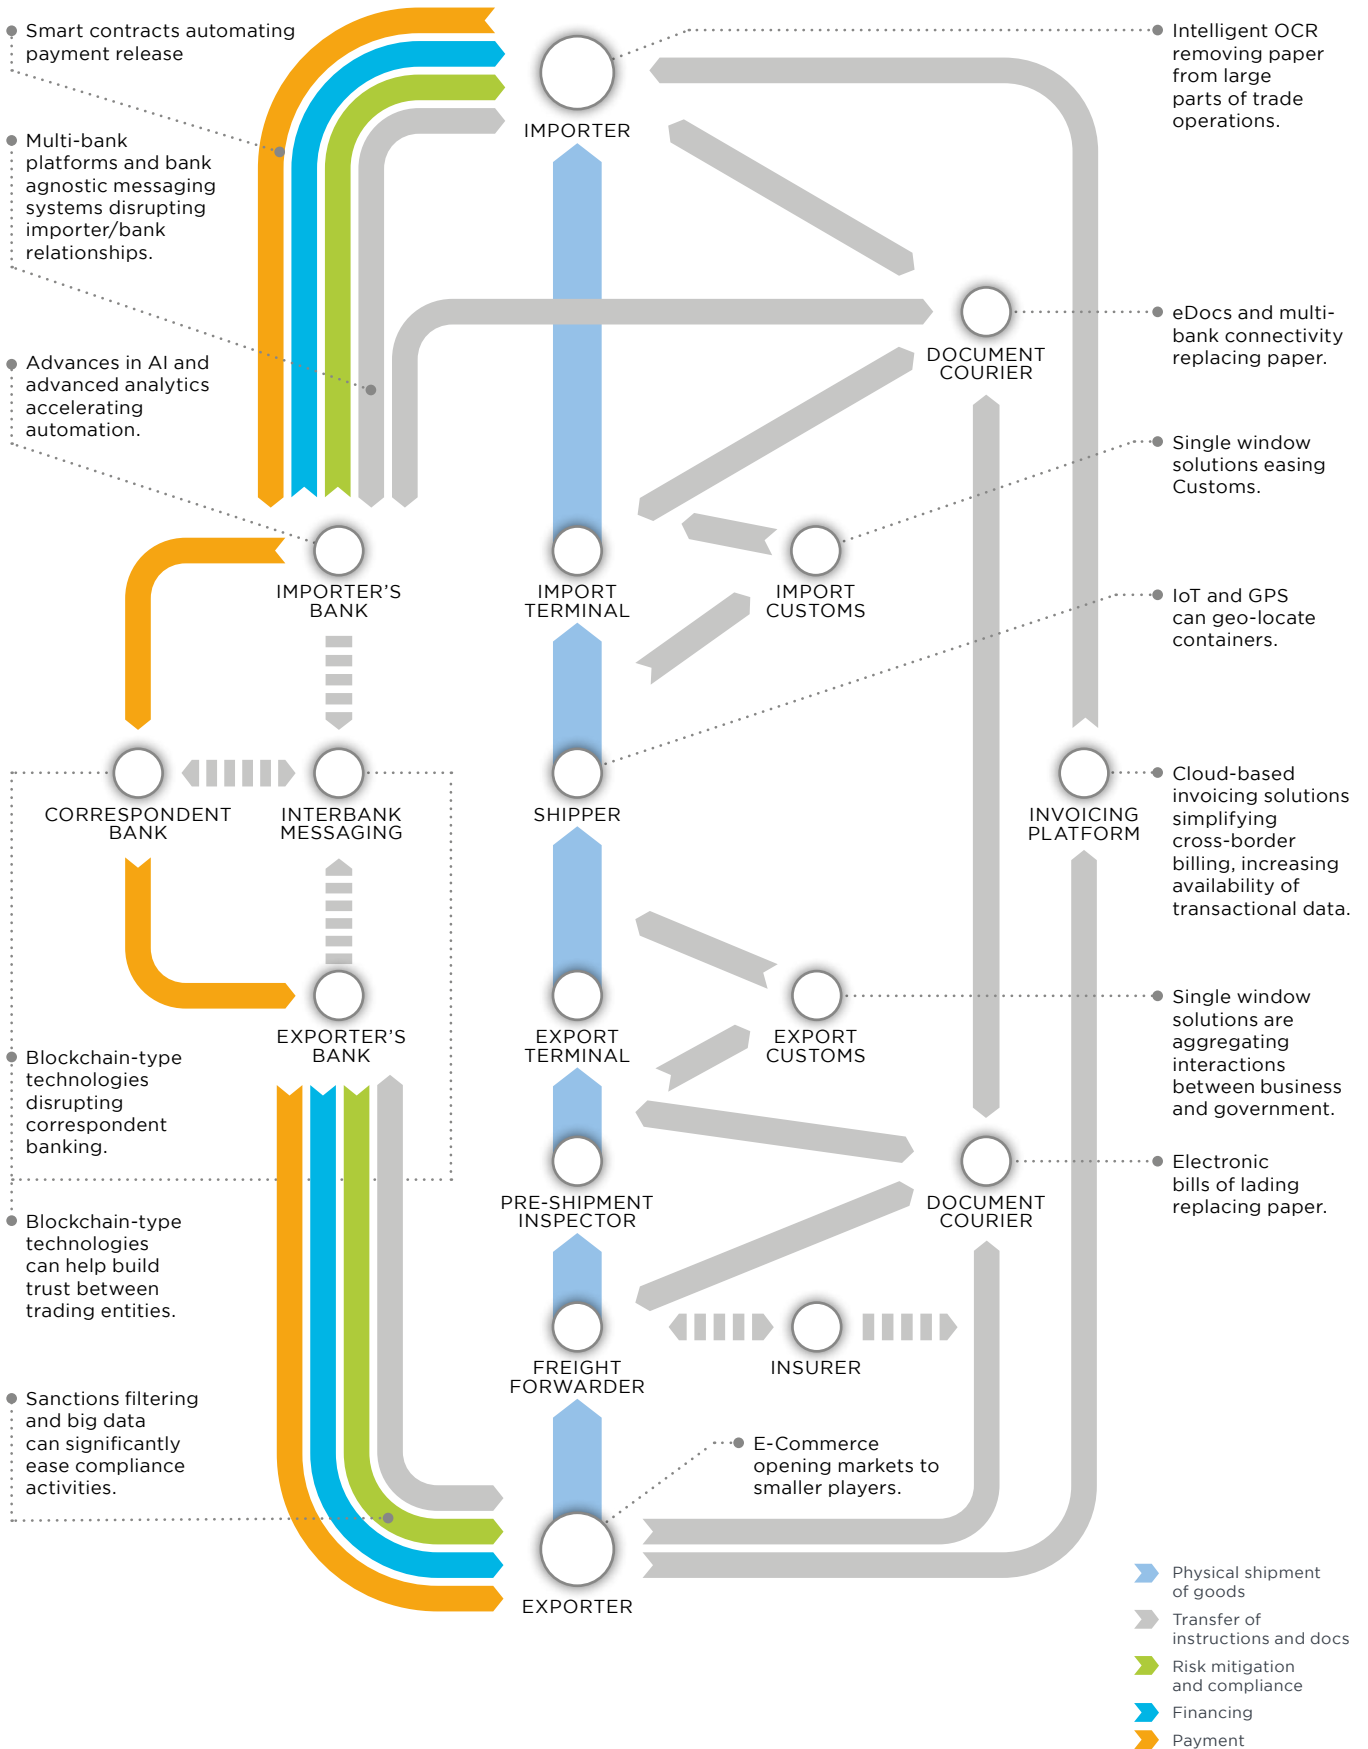 Smart contracts automating
payment release
Multi-bank
platforms and bank
agnostic messaging
systems disrupting
importer/bank
relationships.
Advances in AI and
advanced analytics
accelerating
automation.
Blockchain-type
technologies
disrupting
correspondent
banking.
Blockchain-type
technologies
can help build
trust between
trading entities.
Sanctions filtering
and big data
can significantly
ease compliance
activities.
IMPORTER
DOCUMENT
COURIER
IMPORTER'S
BANK
IMPORT
TERMINAL
IMPORT
CUSTOMS
CORRESPONDENT
BANK
INTERBANK
MESSAGING
SHIPPER
INVOICING
PLATFORM
EXPORTER'S
BANK
EXPORT
TERMINAL
EXPORT
CUSTOMS
PRE-SHIPMENT
INSPECTOR
DOCUMENT
COURIER
FREIGHT
FORWARDER
INSURER
E-Commerce
opening markets to
smaller players.
EXPORTER
Intelligent OCR
removing paper
from large
parts of trade
operations.
eDocs and multi-
bank connectivity
replacing paper.
Single window
solutions easing
Customs.
IoT and GPS
can geo-locate
containers.
Cloud-based
invoicing solutions
simplifying
cross-border
billing, increasing
availability of
transactional data.
Single window
solutions are
aggregating
interactions
between business
and government.
Electronic
bills of lading
replacing paper.
Physical shipment
of goods
Transfer of
instructions and docs
Risk mitigation
and compliance
Financing
Payment